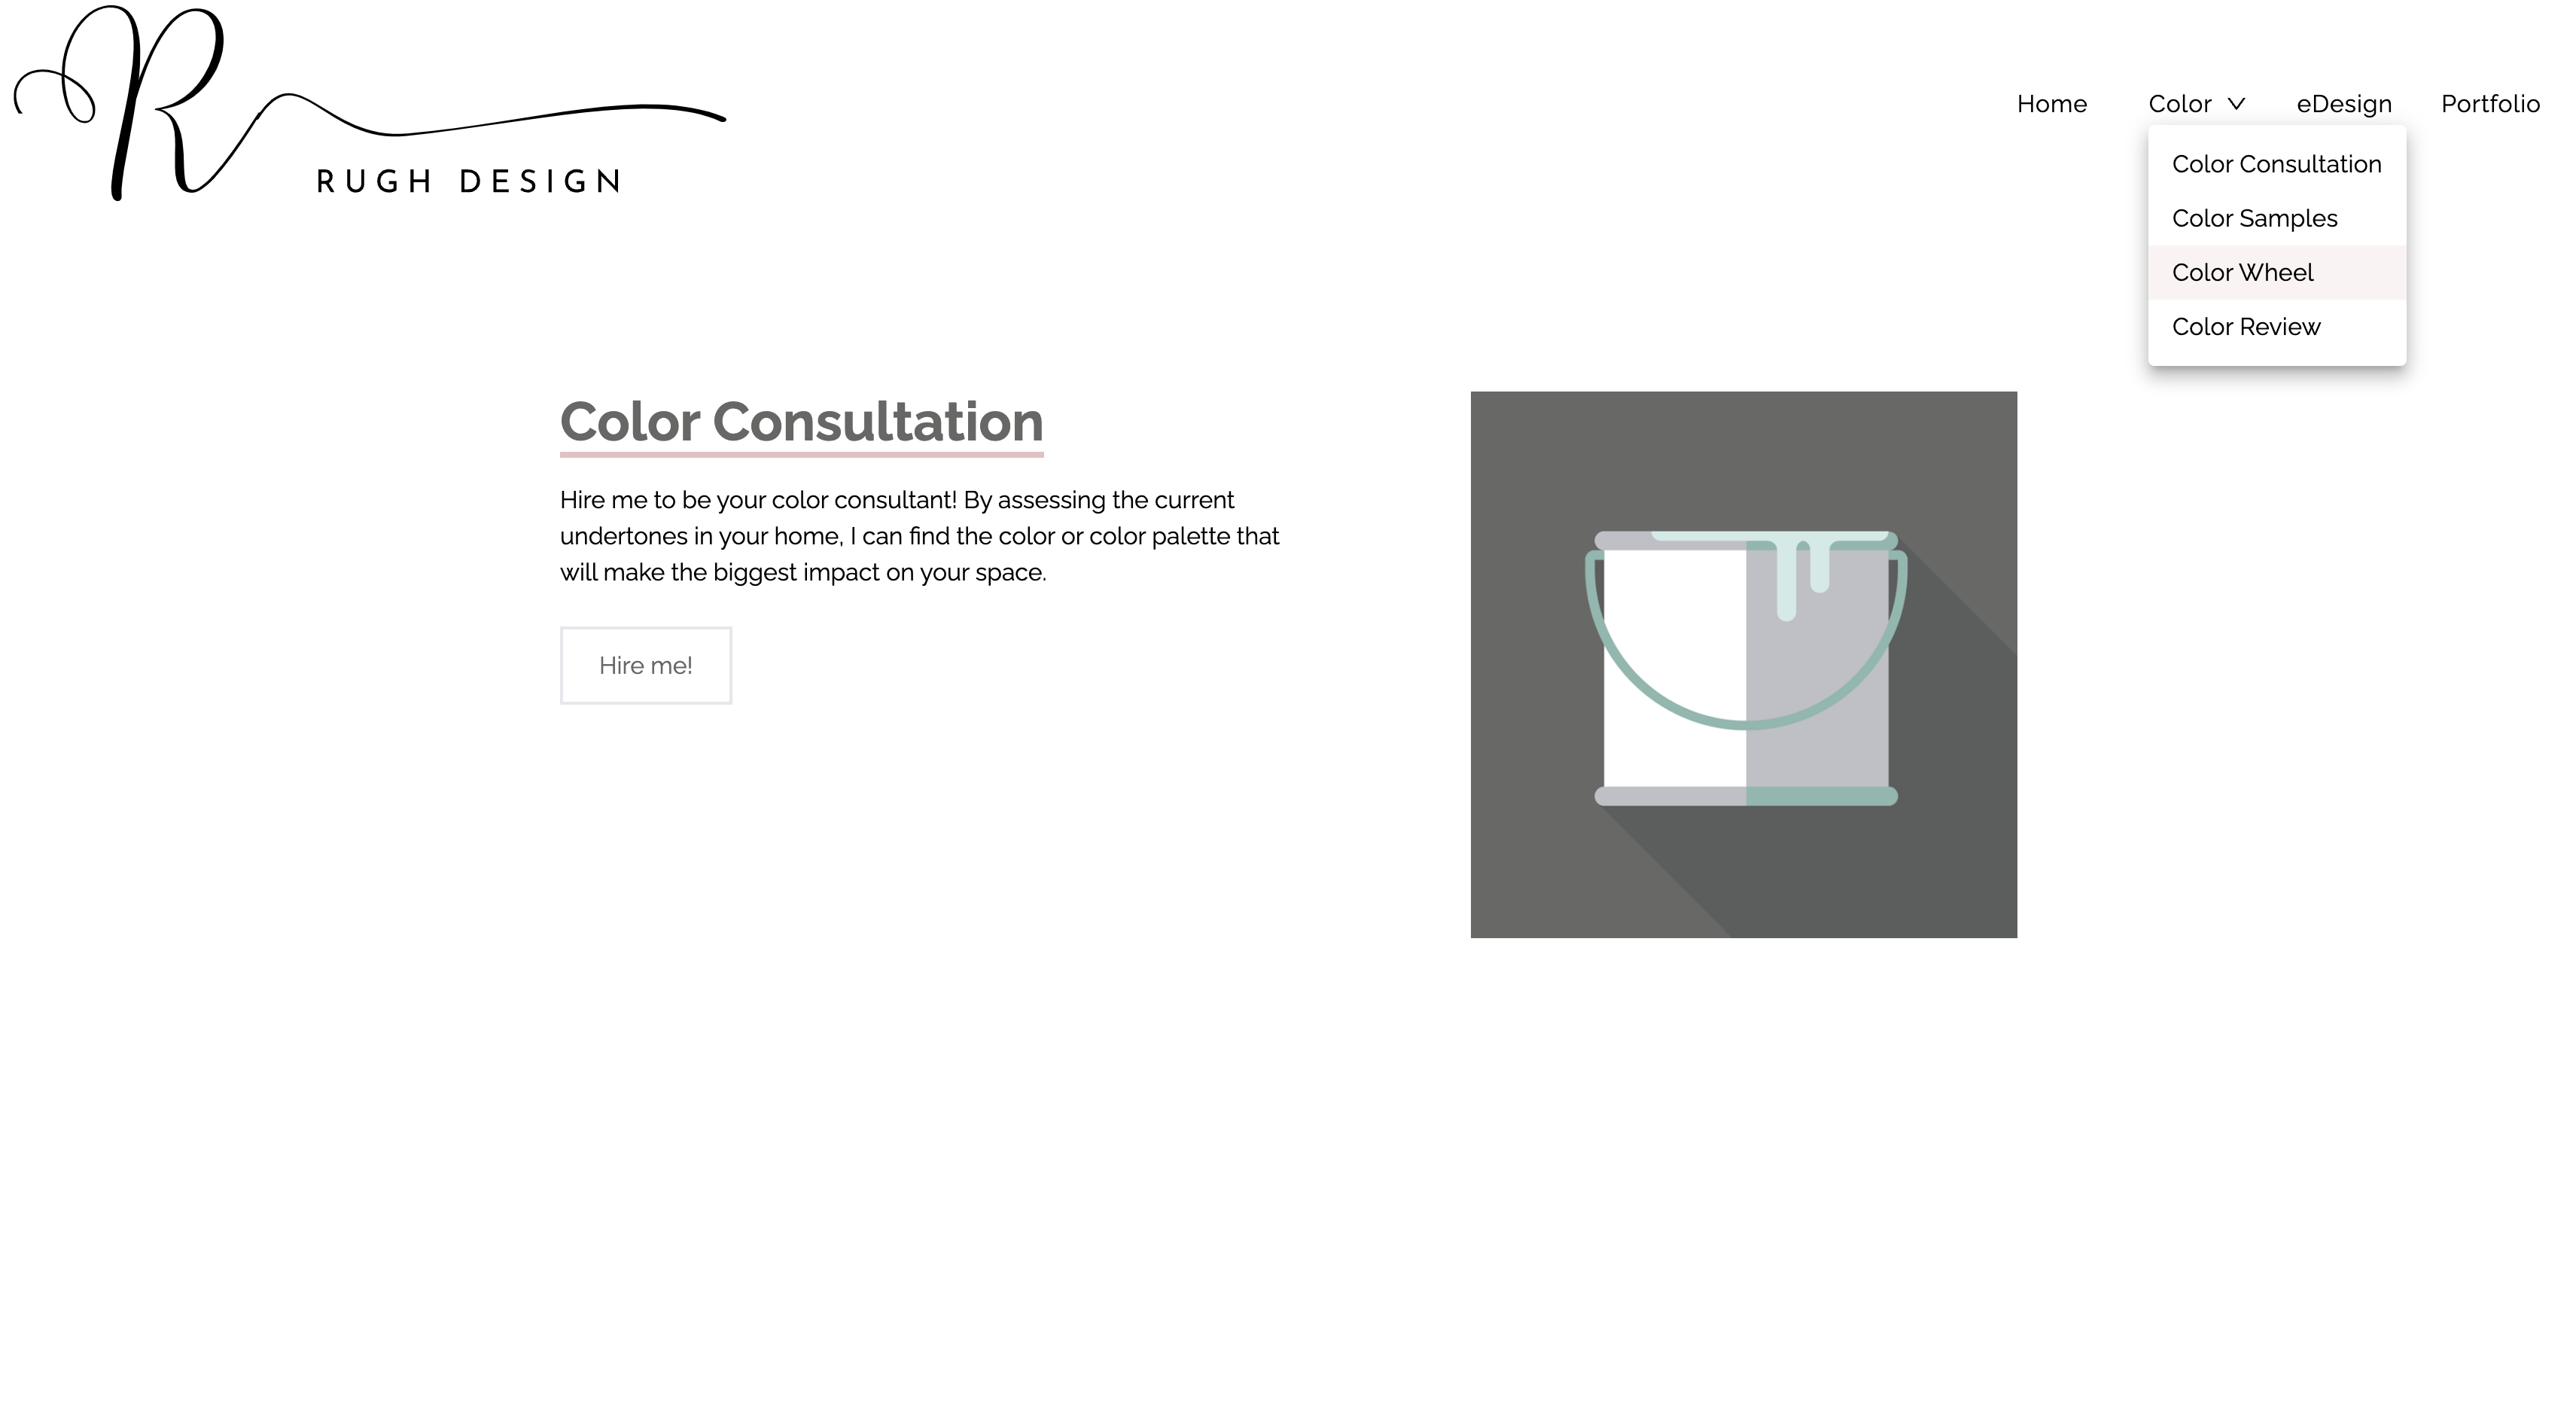 R
RUGH DESIGN
Home Color eDesign Portfolio
Color Consultation
Color Samples
Color Wheel
Color Review
Color Consultation
Hire me to be your color consultant! By assessing the current
undertones in your home, I can find the color or color palette that
will make the biggest impact on your space.
Hire me!